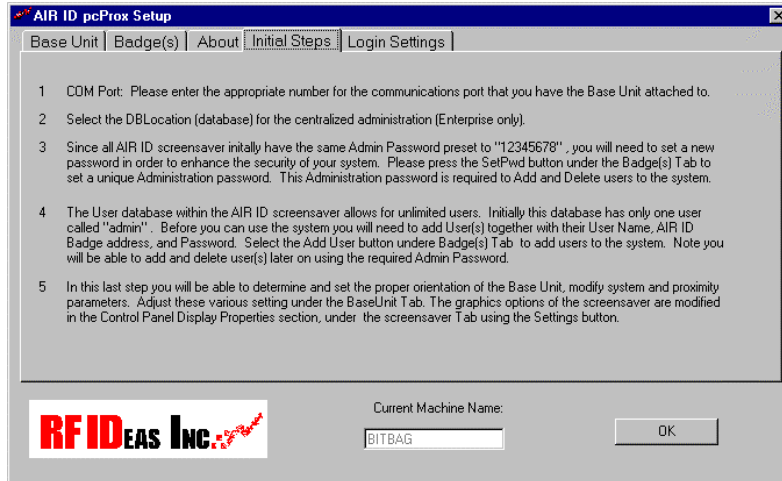 AIR ID pcProx Setup
Base Unit Badge(s) About Initial Steps Login Settings
1 COM Port: Please enter the appropriate number for the communications port that you have the Base Unit attached to.
2 Select the DBLocation (database) for the centralized administration (Enterprise only).
3 Since all AIR ID screensaver initally have the same Admin Password preset to "12345678" , you will need to set a new
password in order to enhance the security of your system. Please press the SetPwd button under the Badge(s) Tab to
set a unique Administration password. This Administration password is required to Add and Delete users to the system.
4 The User database within the AIR ID screensaver allows for unlimited users. Initially this database has only one user
called "admin" . Before you can use the system you will need to add User(s) together with their User Name, AIR ID
Badge address, and Password. Select the Add User button undere Badge(s) Tab to add users to the system. Note you
will be able to add and delete user(s) later on using the required Admin Password.
5 In this last step you will be able to determine and set the proper orientation of the Base Unit, modify system and proximity
parameters. Adjust these various setting under the BaseUnit Tab. The graphics options of the screensaver are modified
in the Control Panel Display Properties section, under the screensaver Tab using the Settings button.
RF IDEAS INC.
Current Machine Name:
BITBAG
OK